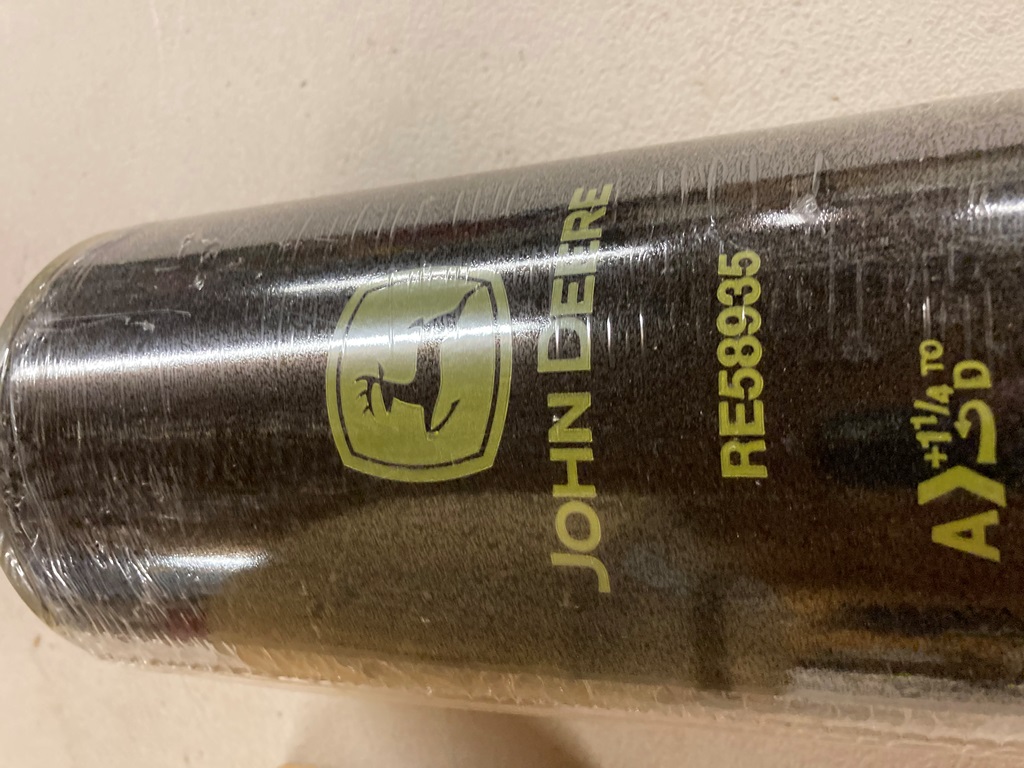 JOHN DEERE
RE58935
A> +1 1/4 TO D